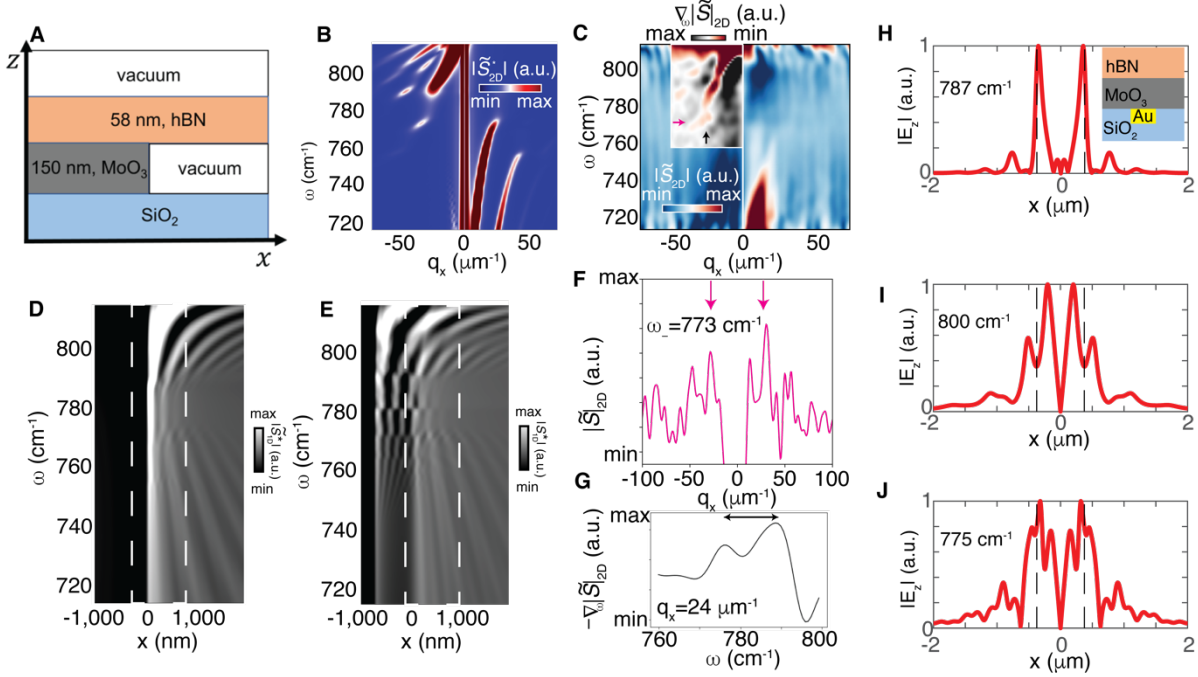 A
z
vacuum
58 nm, hBN
150 nm, MoO₃
vacuum
SiO₂
x
B
|S̃*₂D| (a.u.)
min max
ω (cm⁻¹)
800
780
760
740
720
-50 0 50
qₓ (μm⁻¹)
C
∇ω|S̃|₂D (a.u.)
max min
ω (cm⁻¹)
800
780
760
740
720
|S̃₂D| (a.u.)
min max
-50 0 50
qₓ (μm⁻¹)
D
ω (cm⁻¹)
800
780
760
740
720
-1,000 0 1,000
x (nm)
max
|S̃*₁D| (a.u.)
min
E
ω (cm⁻¹)
800
780
760
740
720
-1,000 0 1,000
x (nm)
max
|S̃*₁D| (a.u.)
min
F
max
ω_=773 cm⁻¹
|S̃|₂D (a.u.)
min
-100 -50 0 50 100
qₓ (μm⁻¹)
G
max
-∇ω|S̃|₂D (a.u.)
qₓ=24 μm⁻¹
min
760 780 800
ω (cm⁻¹)
H
1
787 cm⁻¹
|E_z| (a.u.)
hBN
MoO₃
Au
SiO₂
0
-2 0 2
x (μm)
I
1
800 cm⁻¹
|E_z| (a.u.)
0
-2 0 2
x (μm)
J
1
775 cm⁻¹
|E_z| (a.u.)
0
-2 0 2
x (μm)